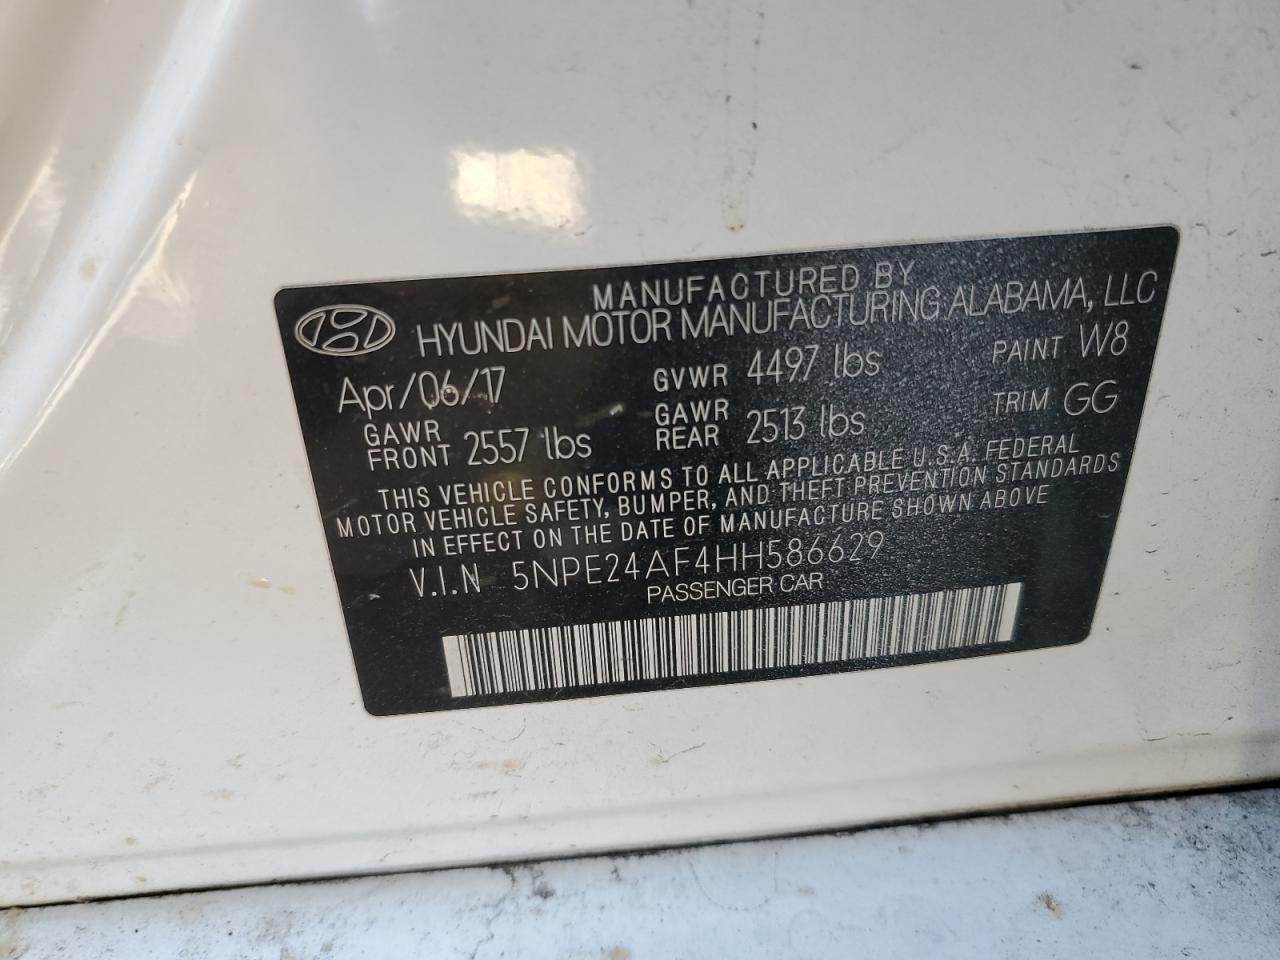 MANUFACTURED BY
HYUNDAI MOTOR MANUFACTURING ALABAMA, LLC
Apr/06/17 GVWR 4497 lbs PAINT W8
GAWR FRONT 2557 lbs GAWR REAR 2513 lbs TRIM GG
THIS VEHICLE CONFORMS TO ALL APPLICABLE U.S.A. FEDERAL
MOTOR VEHICLE SAFETY, BUMPER, AND THEFT PREVENTION STANDARDS
IN EFFECT ON THE DATE OF MANUFACTURE SHOWN ABOVE
V.I.N 5NPE24AF4HH586629
PASSENGER CAR